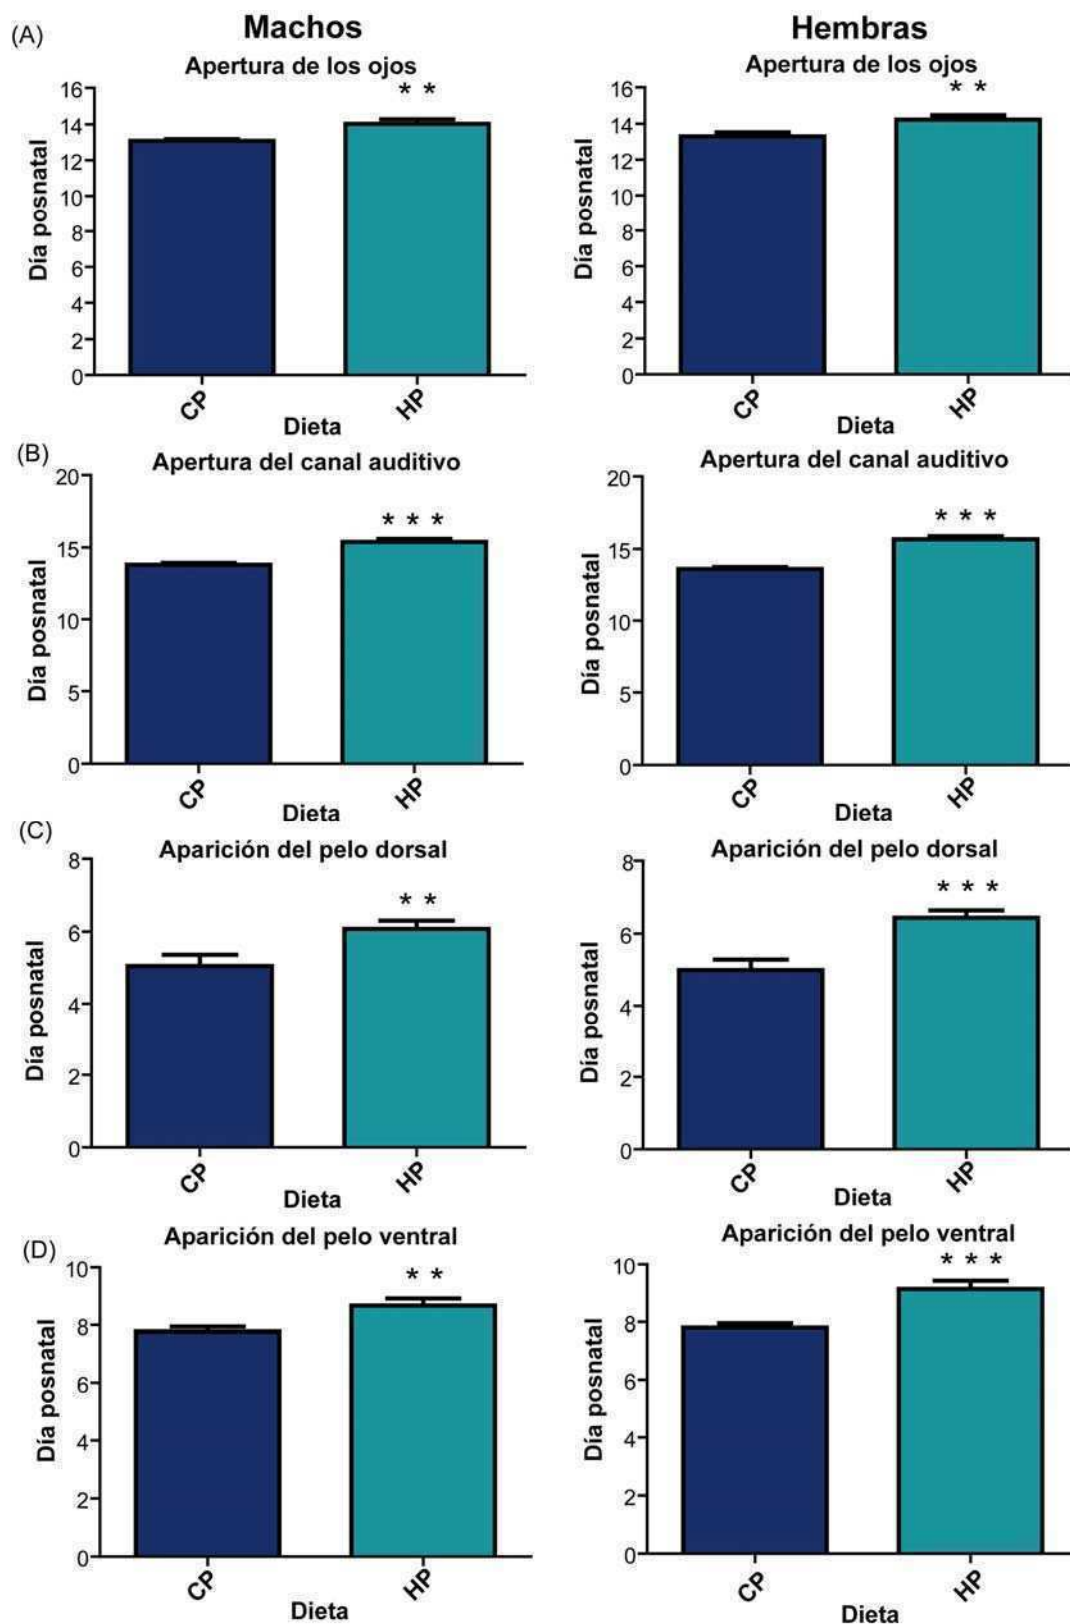 (A)
Machos
Apertura de los ojos
* *
16
14
12
10
8
6
4
2
0
Día posnatal
CP
HP
Dieta
Hembras
Apertura de los ojos
* *
16
14
12
10
8
6
4
2
0
Día posnatal
CP
HP
Dieta
(B)
Apertura del canal auditivo
* * *
20
15
10
5
0
Día posnatal
CP
HP
Dieta
Apertura del canal auditivo
* * *
20
15
10
5
0
Día posnatal
CP
HP
Dieta
(C)
Aparición del pelo dorsal
* *
8
6
4
2
0
Día posnatal
CP
HP
Dieta
Aparición del pelo dorsal
* * *
8
6
4
2
0
Día posnatal
CP
HP
Dieta
(D)
Aparición del pelo ventral
* *
10
8
6
4
2
0
Día posnatal
CP
HP
Dieta
Aparición del pelo ventral
* * *
10
8
6
4
2
0
Día posnatal
CP
HP
Dieta